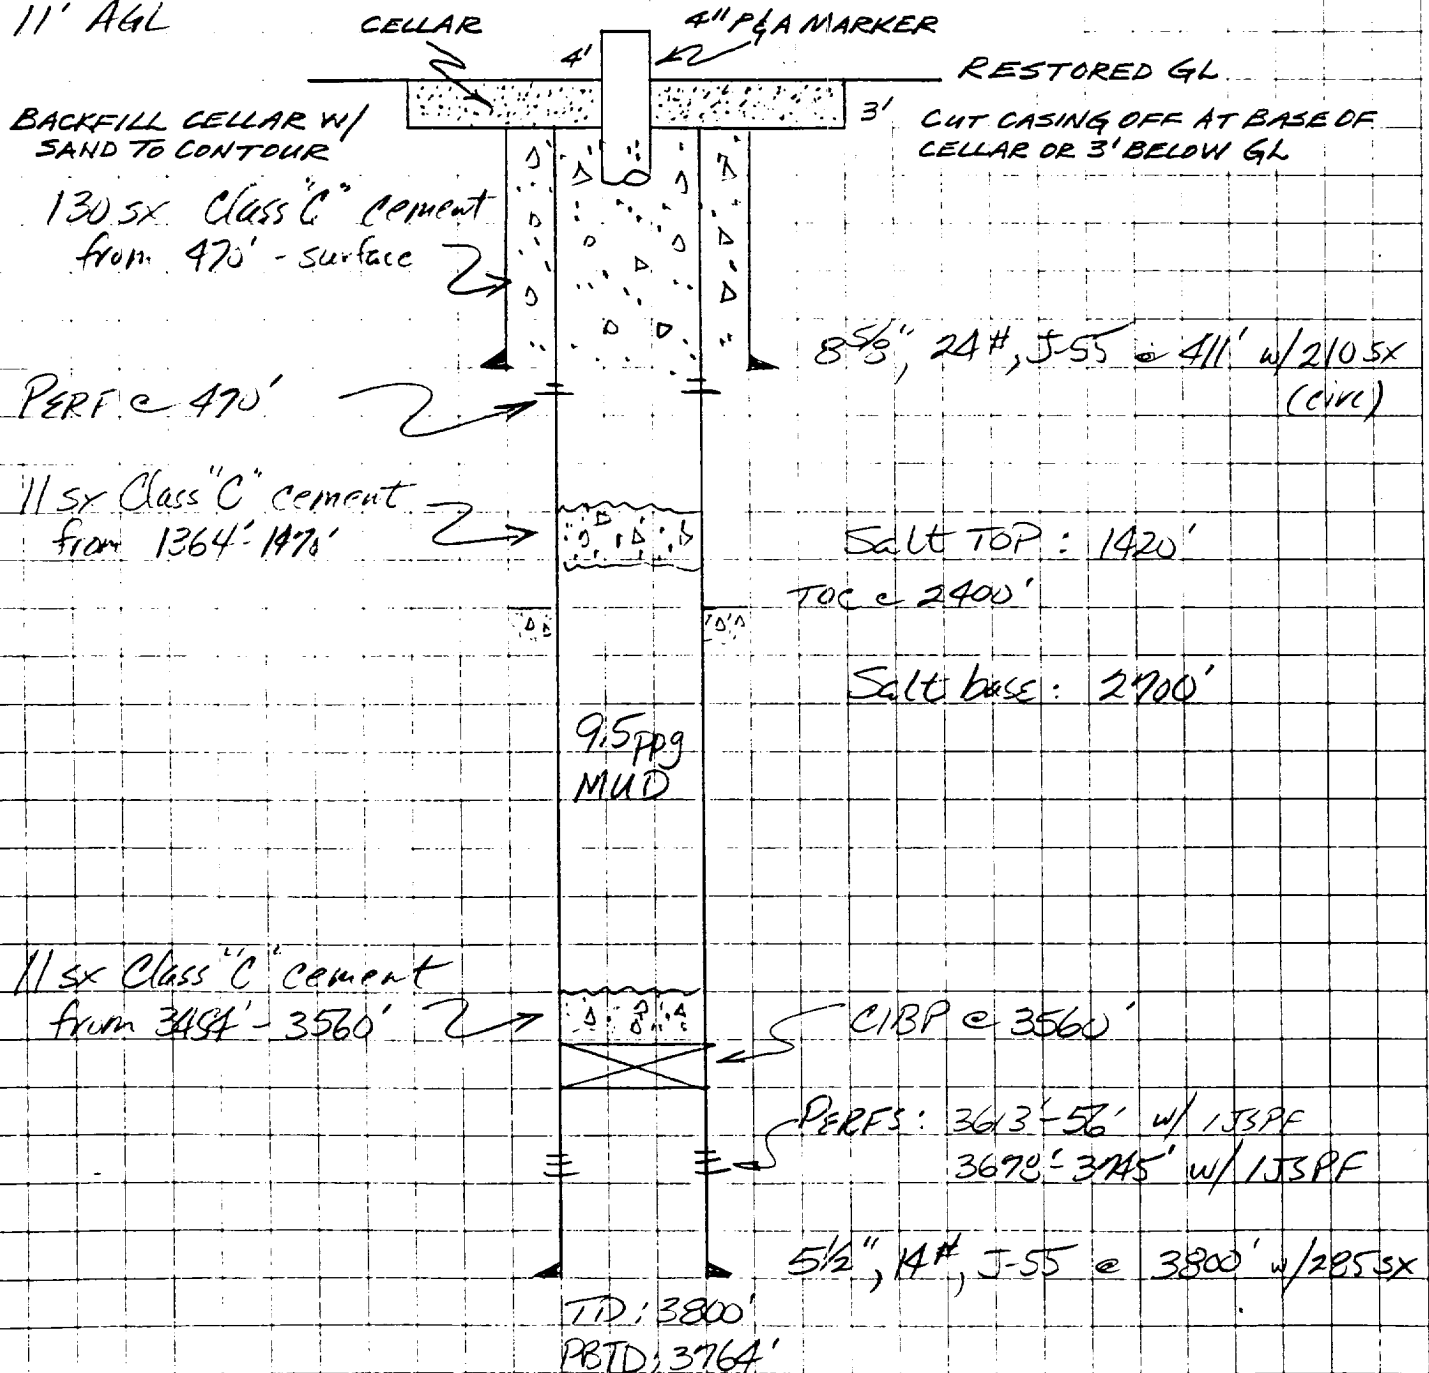 11' AGL
CELLAR
4" P&A MARKER
4'
RESTORED GL
BACKFILL CELLAR W/
SAND TO CONTOUR
3'
CUT CASING OFF AT BASE OF
CELLAR OR 3' BELOW GL
130 sx Class "C" cement
from 470' - surface
8 5/8", 24#, J-55 @ 411' w/210 sx
(circ)
PERF @ 470'
11 sx Class "C" cement
from 1364'-1470'
Salt TOP: 1420'
TOC @ 2400'
Salt base: 2700'
9.5 ppg
MUD
11 sx Class "C" cement
from 3454' - 3560'
CIBP @ 3560'
PERFS: 3613'-56' w/ 1JSPF
3678'-3745' w/ 1JSPF
5 1/2", 14#, J-55 @ 3800' w/285 sx
TD: 3800'
PBTD: 3764'